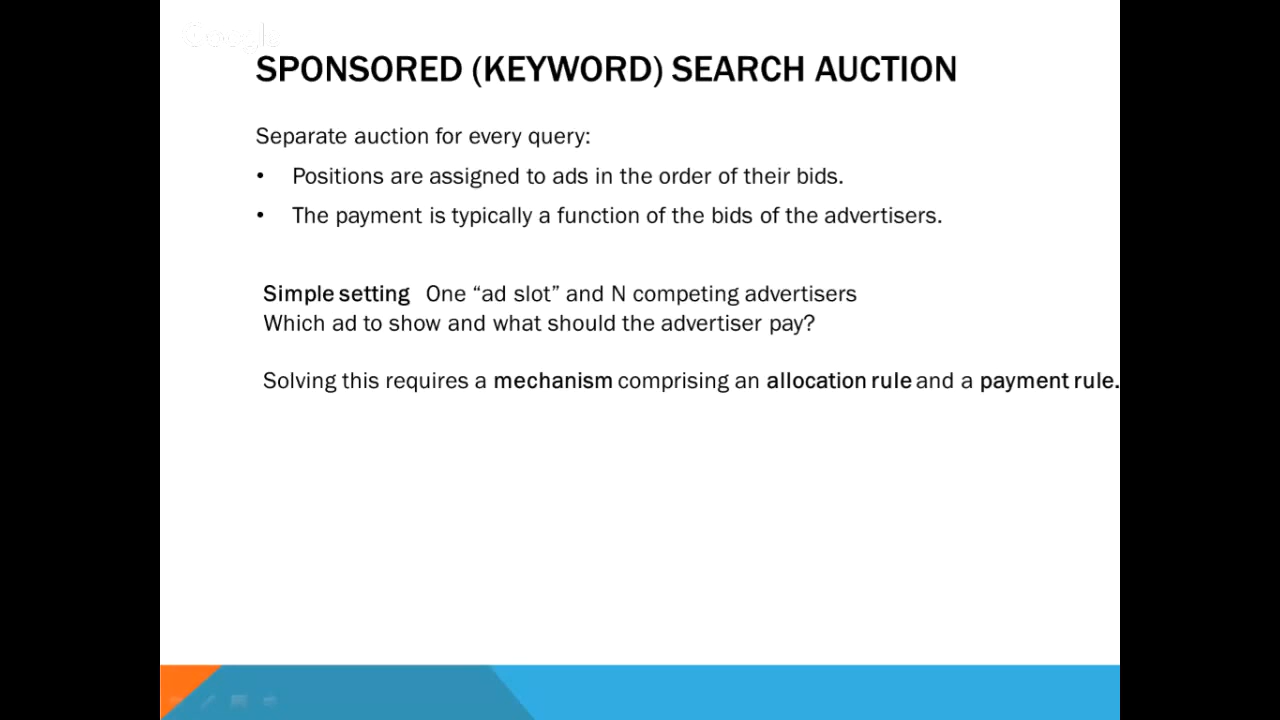 Google
SPONSORED (KEYWORD) SEARCH AUCTION
Separate auction for every query:
• Positions are assigned to ads in the order of their bids.
• The payment is typically a function of the bids of the advertisers.
Simple setting One “ad slot” and N competing advertisers
Which ad to show and what should the advertiser pay?
Solving this requires a mechanism comprising an allocation rule and a payment rule.